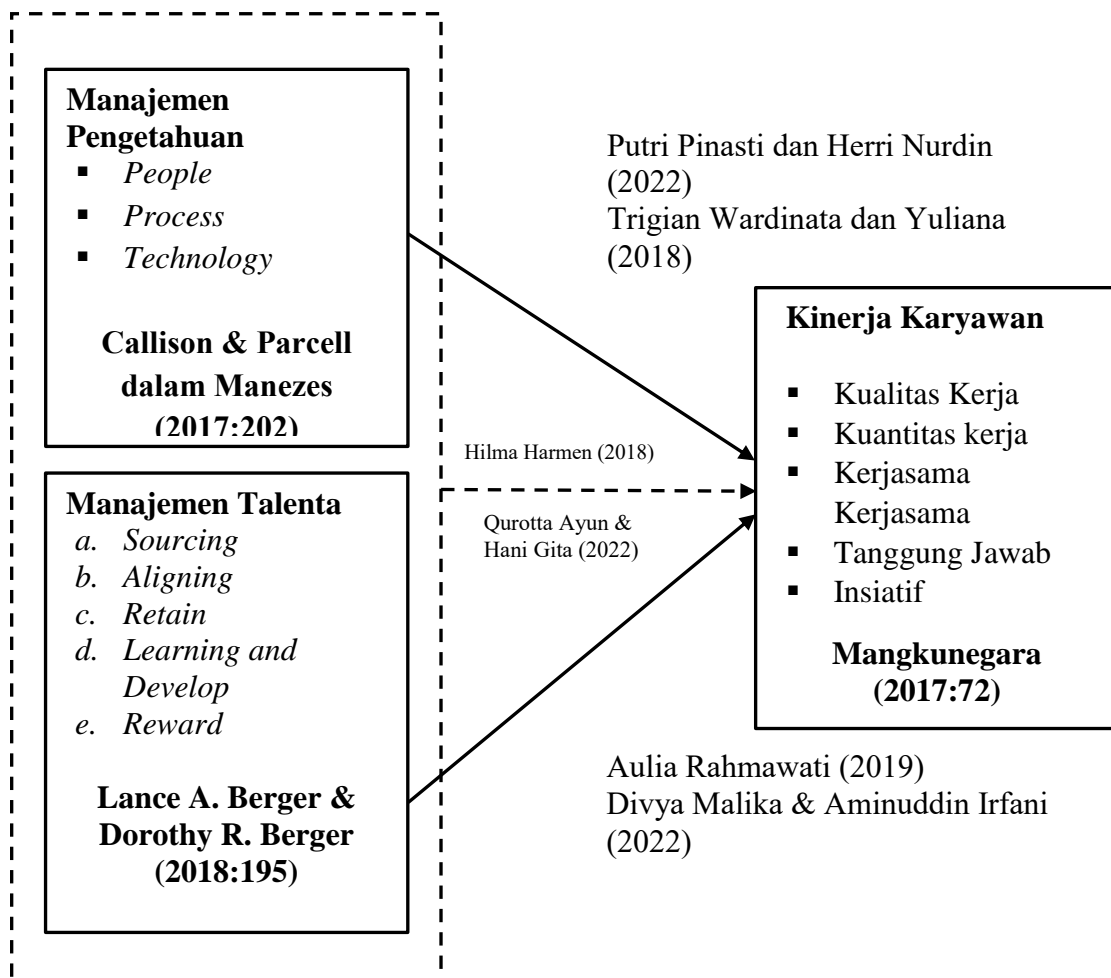 Manajemen
Pengetahuan
▪ People
▪ Process
▪ Technology
Callison & Parcell
dalam Manezes
(2017:202)
Putri Pinasti dan Herri Nurdin
(2022)
Trigian Wardinata dan Yuliana
(2018)
Kinerja Karyawan
▪ Kualitas Kerja
▪ Kuantitas kerja
▪ Kerjasama
Kerjasama
▪ Tanggung Jawab
▪ Insiatif
Mangkunegara
(2017:72)
Hilma Harmen (2018)
Qurotta Ayun &
Hani Gita (2022)
Manajemen Talenta
a. Sourcing
b. Aligning
c. Retain
d. Learning and
Develop
e. Reward
Lance A. Berger &
Dorothy R. Berger
(2018:195)
Aulia Rahmawati (2019)
Divya Malika & Aminuddin Irfani
(2022)